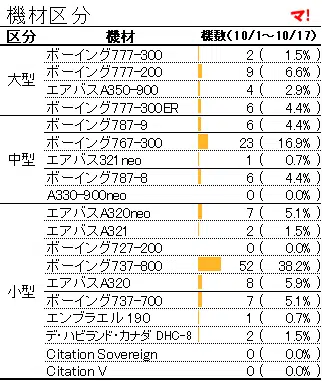 機材区分 マ!
区分 機材 機数(10/1～10/17)
大型
ボーイング777-300 2 ( 1.5%)
ボーイング777-200 9 ( 6.6%)
エアバスA350-900 4 ( 2.9%)
ボーイング777-300ER 6 ( 4.4%)
中型
ボーイング787-9 6 ( 4.4%)
ボーイング767-300 23 ( 16.9%)
エアバス321neo 1 ( 0.7%)
ボーイング787-8 6 ( 4.4%)
A330-900neo 0 ( 0.0%)
小型
エアバスA320neo 7 ( 5.1%)
エアバスA321 2 ( 1.5%)
ボーイング727-200 0 ( 0.0%)
ボーイング737-800 52 ( 38.2%)
エアバスA320 8 ( 5.9%)
ボーイング737-700 7 ( 5.1%)
エンブラエル190 1 ( 0.7%)
デ・ハビランド・カナダ DHC-8 2 ( 1.5%)
Citation Sovereign 0 ( 0.0%)
Citation V 0 ( 0.0%)